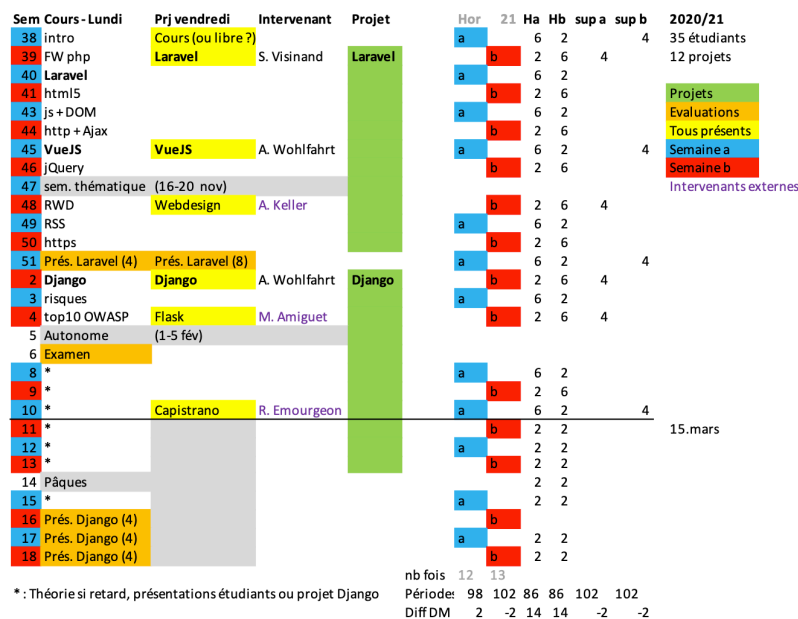 Sem Cours - Lundi Prj vendredi Intervenant Projet Hor 21 Ha Hb sup a sup b 2020/21
38 intro Cours (ou libre ?) a 6 2 4 35 étudiants
39 FW php Laravel S. Visinand Laravel b 2 6 4 12 projets
40 Laravel a 6 2
41 html5 b 2 6 Projets
43 js + DOM a 6 2 Evaluations
44 http + Ajax b 2 6 Tous présents
45 VueJS VueJS A. Wohlfahrt a 6 2 4 Semaine a
46 jQuery b 2 6 Semaine b
47 sem. thématique (16-20 nov) Intervenants externes
48 RWD Webdesign A. Keller b 2 6 4
49 RSS a 6 2
50 https b 2 6
51 Prés. Laravel (4) Prés. Laravel (8) a 6 2 4
2 Django Django A. Wohlfahrt Django b 2 6 4
3 risques a 6 2
4 top10 OWASP Flask M. Amiguet b 2 6 4
5 Autonome (1-5 fév)
6 Examen
8 * a 6 2
9 * b 2 6
10 * Capistrano R. Emourgeon a 6 2 4
11 * b 2 2 15.mars
12 * a 2 2
13 * b 2 2
14 Pâques 2 2
15 * a 2 2
16 Prés. Django (4) b
17 Prés. Django (4) a 2 2
18 Prés. Django (4) b 2 2
nb fois 12 13
* : Théorie si retard, présentations étudiants ou projet Django Périodes 98 102 86 86 102 102
Diff DM 2 -2 14 14 -2 -2